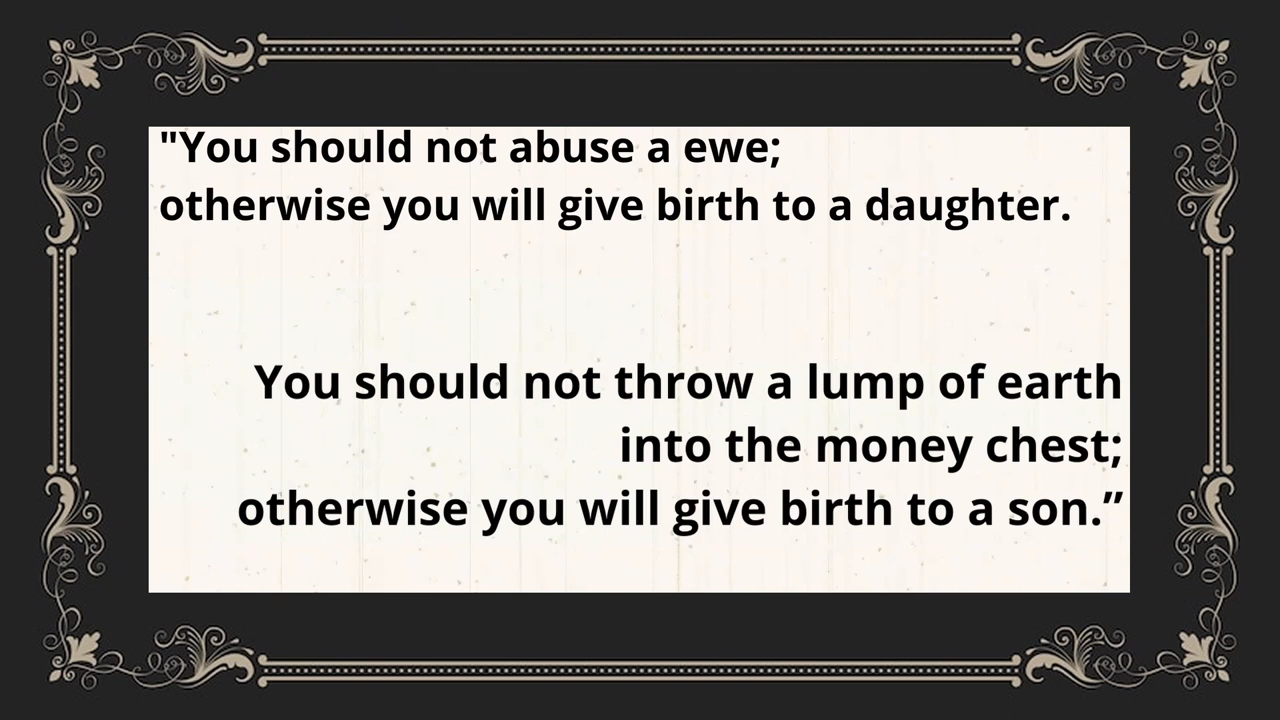 "You should not abuse a ewe;
otherwise you will give birth to a daughter.
You should not throw a lump of earth
into the money chest;
otherwise you will give birth to a son.”